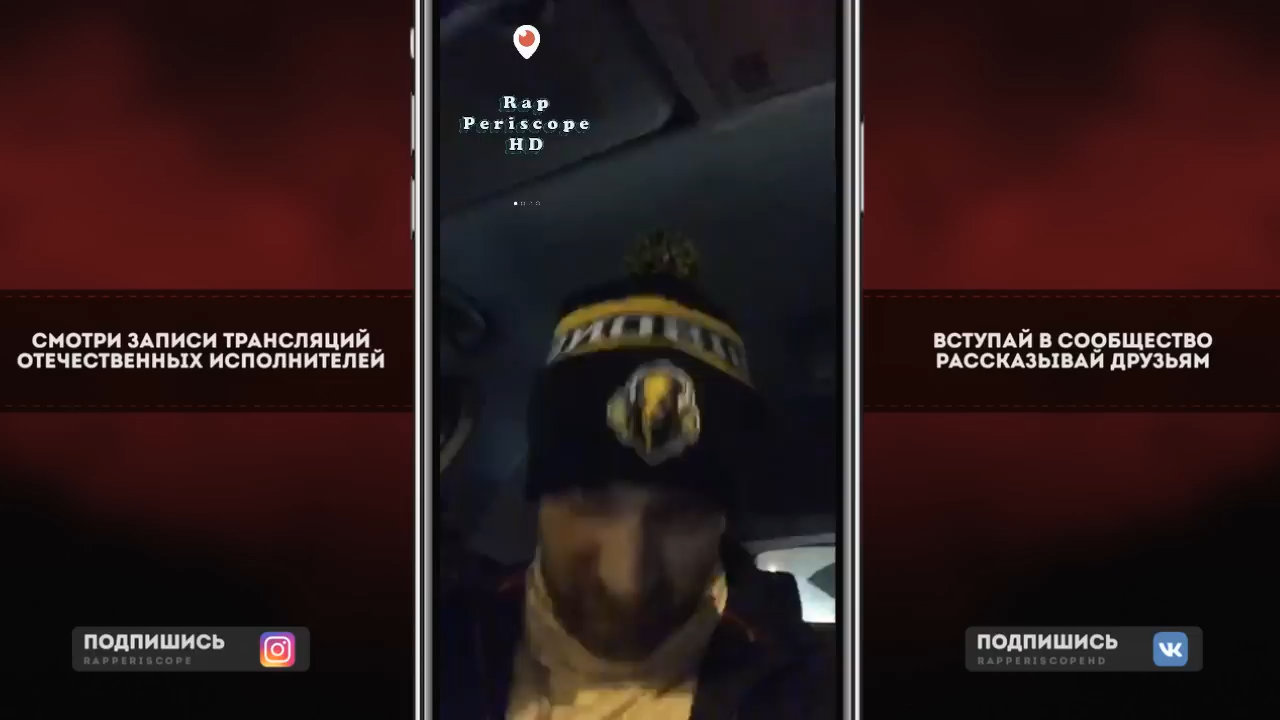 Rap
Periscope
HD
СМОТРИ ЗАПИСИ ТРАНСЛЯЦИЙ
ОТЕЧЕСТВЕННЫХ ИСПОЛНИТЕЛЕЙ
ВСТУПАЙ В СООБЩЕСТВО
РАССКАЗЫВАЙ ДРУЗЬЯМ
ПОДПИШИСЬ
RAPPERISCOPE
ПОДПИШИСЬ
RAPPERISCOPEHD